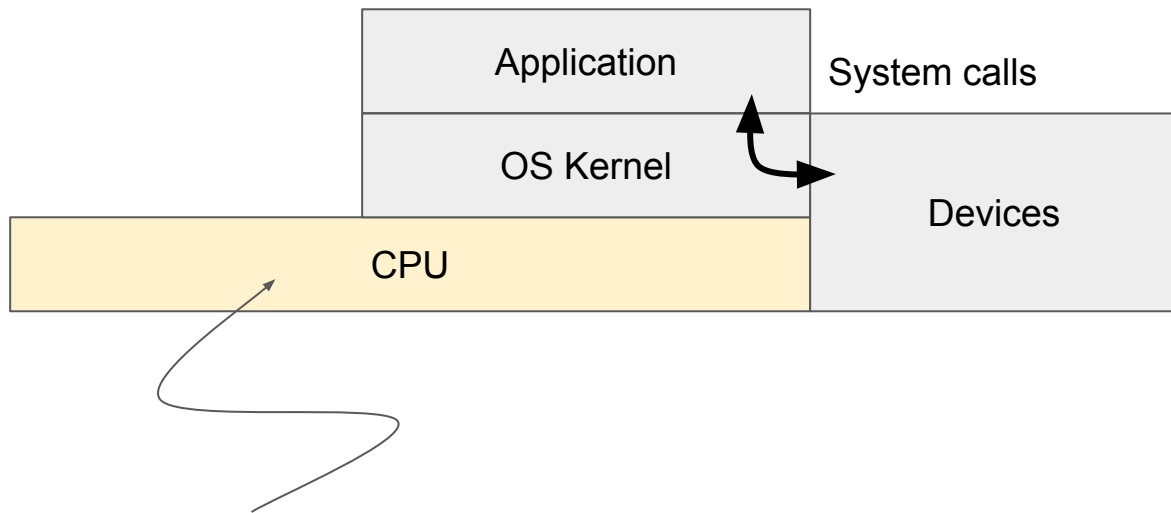 Application
System calls
OS Kernel
Devices
CPU